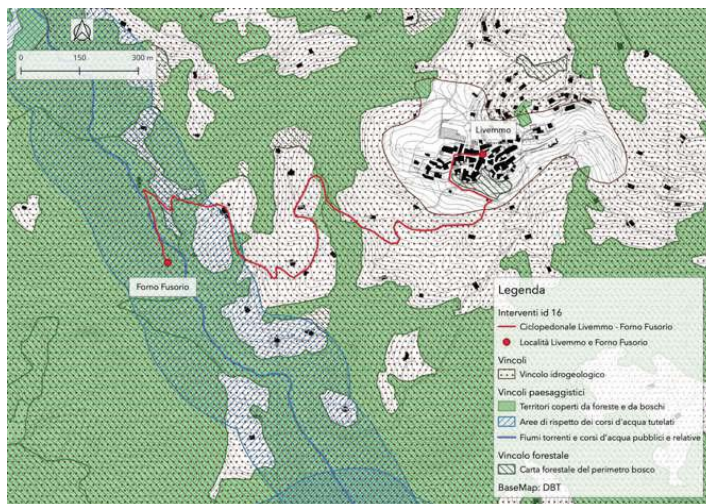 0 150 300 m
Livemmo
Forno Fusorio
Legenda
Interventi id 16
Ciclopedonale Livemmo - Forno Fusorio
Località Livemmo e Forno Fusorio
Vincoli
Vincolo idrogeologico
Vincoli paesaggistici
Territori coperti da foreste e da boschi
Aree di rispetto dei corsi d'acqua tutelati
Fiumi torrenti e corsi d'acqua pubblici e relative
Vincolo forestale
Carta forestale del perimetro bosco
BaseMap: DBT